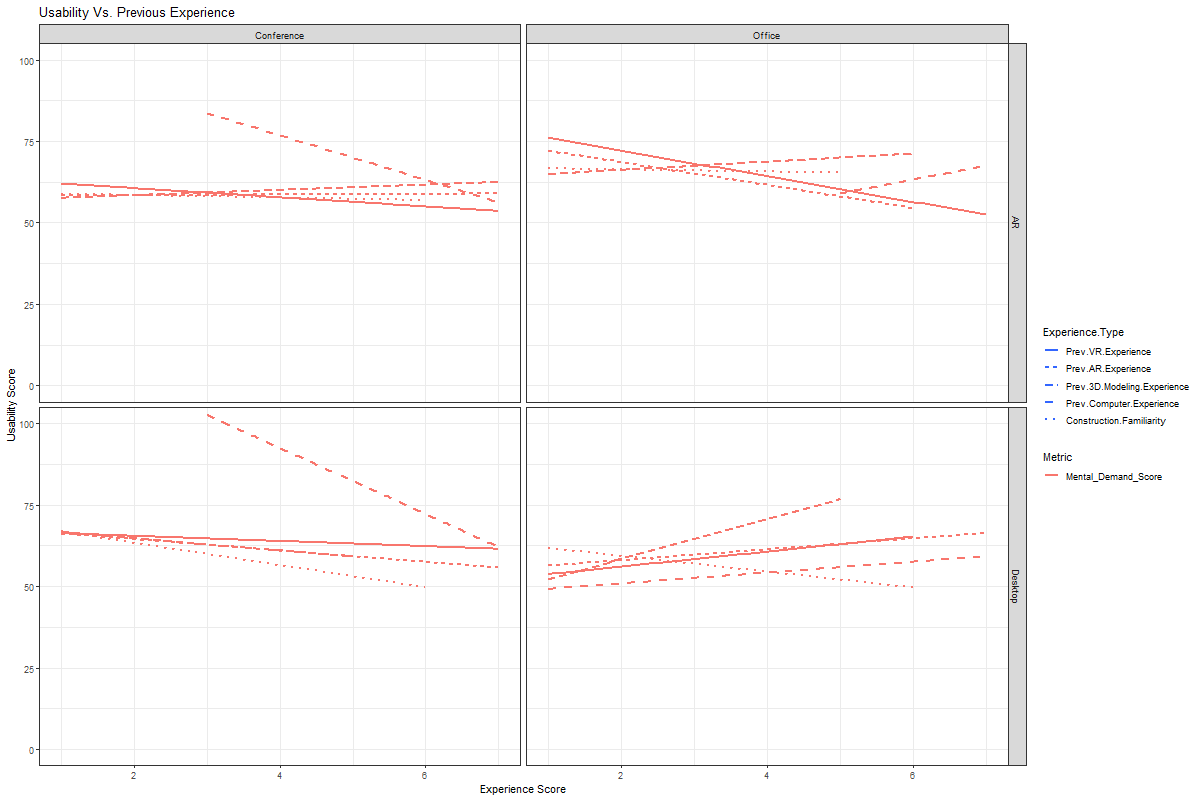 Usability Vs. Previous Experience
Conference
Office
100
75
50
25
0
AR
100
75
50
25
0
Desktop
Usability Score
2
4
6
2
4
6
Experience Score
Experience.Type
Prev.VR.Experience
Prev.AR.Experience
Prev.3D.Modeling.Experience
Prev.Computer.Experience
Construction.Familiarity
Metric
Mental_Demand_Score